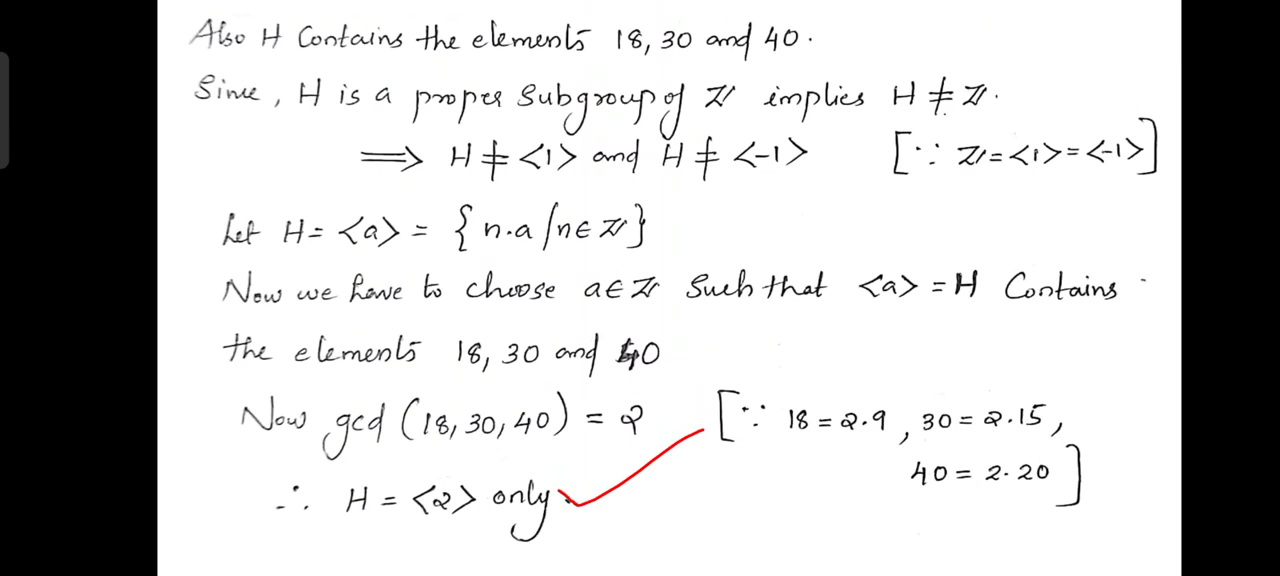 Also H Contains the elements 18, 30 and 40.
Since, H is a proper Subgroup of ℤ implies H ≠ ℤ.
⟹ H ≠ <1> and H ≠ <-1> [∵ ℤ = <1> = <-1>]
Let H = <a> = {n.a / n ∈ ℤ}
Now we have to choose a ∈ ℤ Such that <a> = H Contains
the elements 18, 30 and 40
Now gcd (18, 30, 40) = 2 [∵ 18 = 2.9, 30 = 2.15,
40 = 2.20]
∴ H = <2> only.